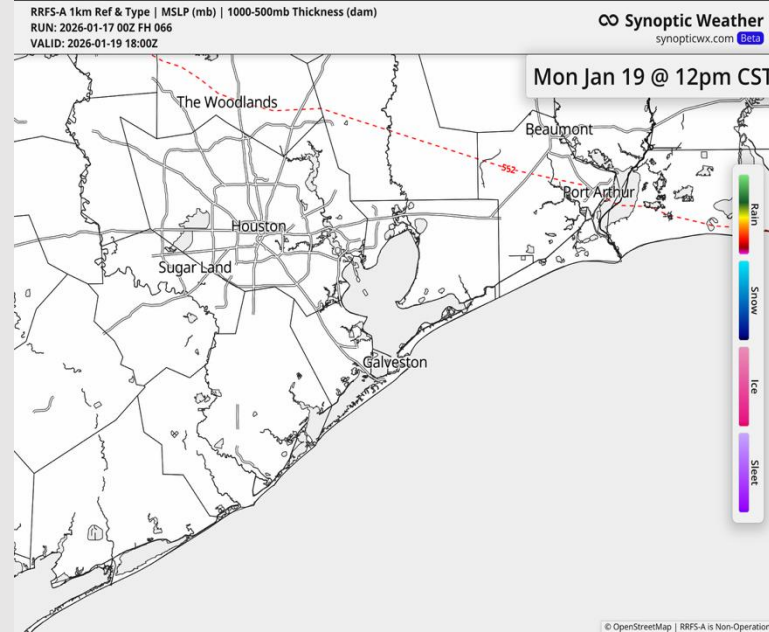 RRFS-A 1km Ref & Type | MSLP (mb) | 1000-500mb Thickness (dam)
RUN: 2026-01-17 00Z FH 066
VALID: 2026-01-19 18:00Z
Synoptic Weather
synopticwx.com Beta
Mon Jan 19 @ 12pm CST
The Woodlands
Beaumont
552
Port Arthur
Houston
Sugar Land
Galveston
Rain
Snow
Ice
Sleet
© OpenStreetMap | RRFS-A is Non-Operation